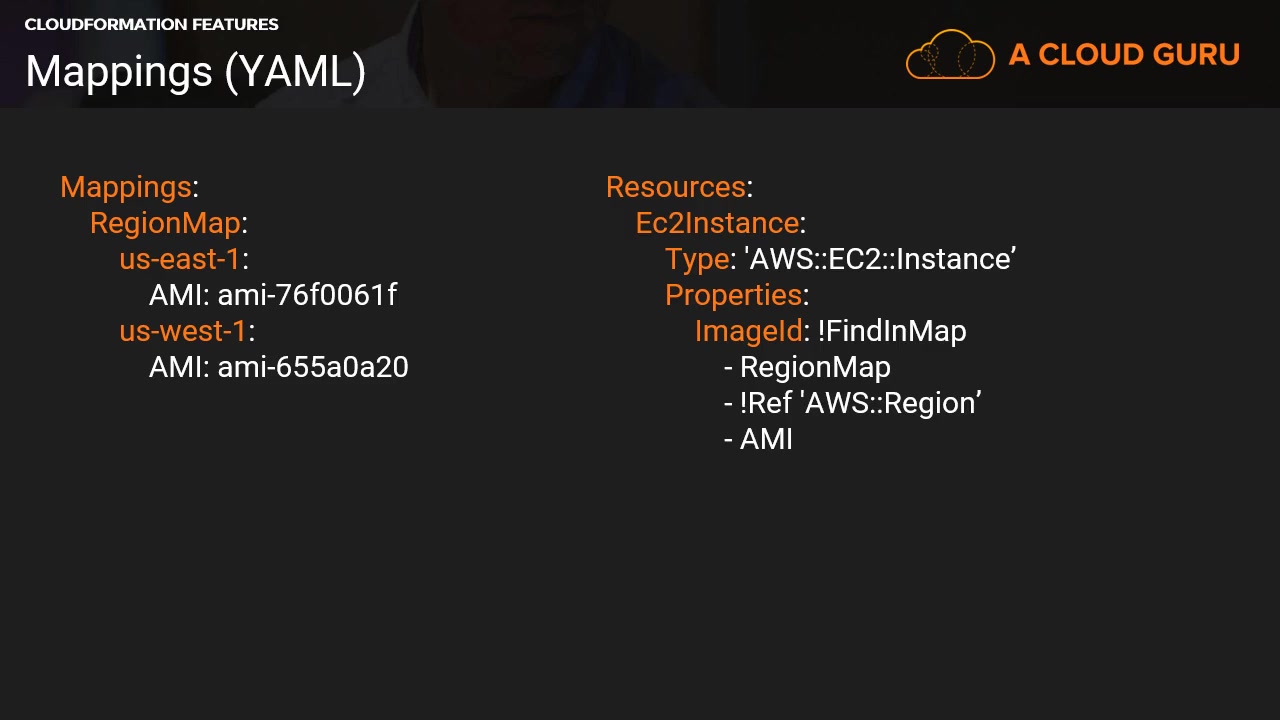 CLOUDFORMATION FEATURES
Mappings (YAML)
A CLOUD GURU
Mappings:
RegionMap:
us-east-1:
AMI: ami-76f0061f
us-west-1:
AMI: ami-655a0a20
Resources:
Ec2Instance:
Type: 'AWS::EC2::Instance’
Properties:
ImageId: !FindInMap
- RegionMap
- !Ref 'AWS::Region’
- AMI